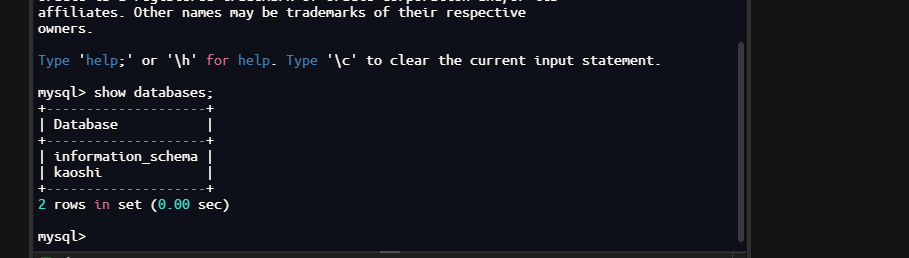 affiliates. Other names may be trademarks of their respective
owners.
Type 'help;' or '\h' for help. Type '\c' to clear the current input statement.
mysql> show databases;
+--------------------+
| Database           |
+--------------------+
| information_schema |
| kaoshi             |
+--------------------+
2 rows in set (0.00 sec)
mysql>